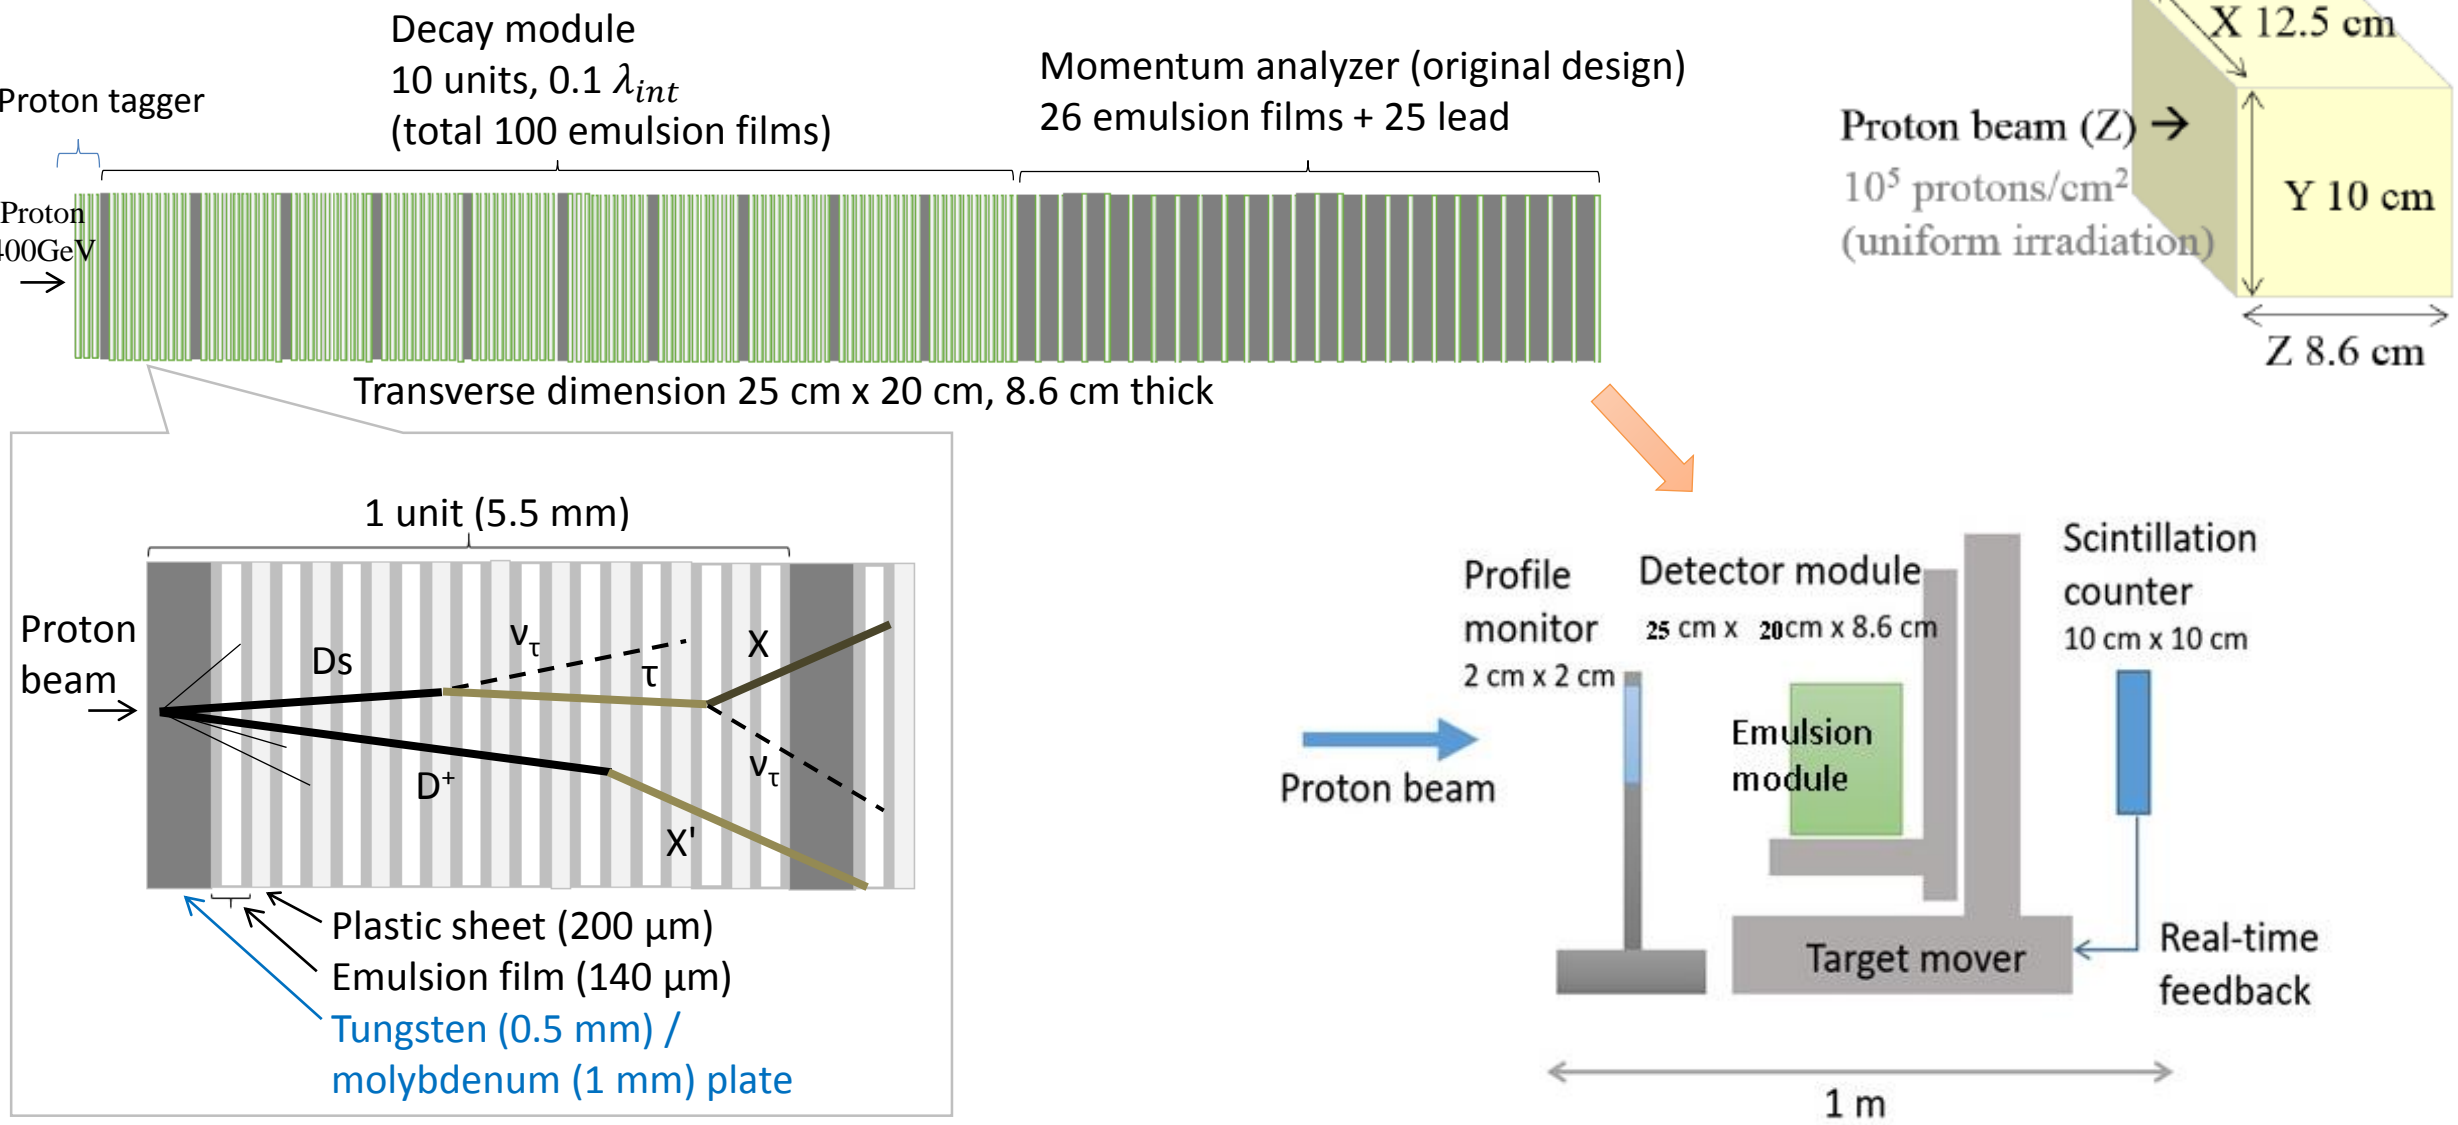 Decay module
10 units, 0.1 λint
(total 100 emulsion films)
Proton tagger
Momentum analyzer (original design)
26 emulsion films + 25 lead
Proton
400GeV
Transverse dimension 25 cm x 20 cm, 8.6 cm thick
X 12.5 cm
Proton beam (Z) →
10⁵ protons/cm²
(uniform irradiation)
Y 10 cm
Z 8.6 cm
1 unit (5.5 mm)
Proton
beam
Ds
ντ
τ
X
D⁺
ντ
X'
Plastic sheet (200 µm)
Emulsion film (140 µm)
Tungsten (0.5 mm) /
molybdenum (1 mm) plate
Profile
monitor
2 cm x 2 cm
Detector module
25 cm x 20cm x 8.6 cm
Scintillation
counter
10 cm x 10 cm
Proton beam
Emulsion
module
Target mover
Real-time
feedback
1 m